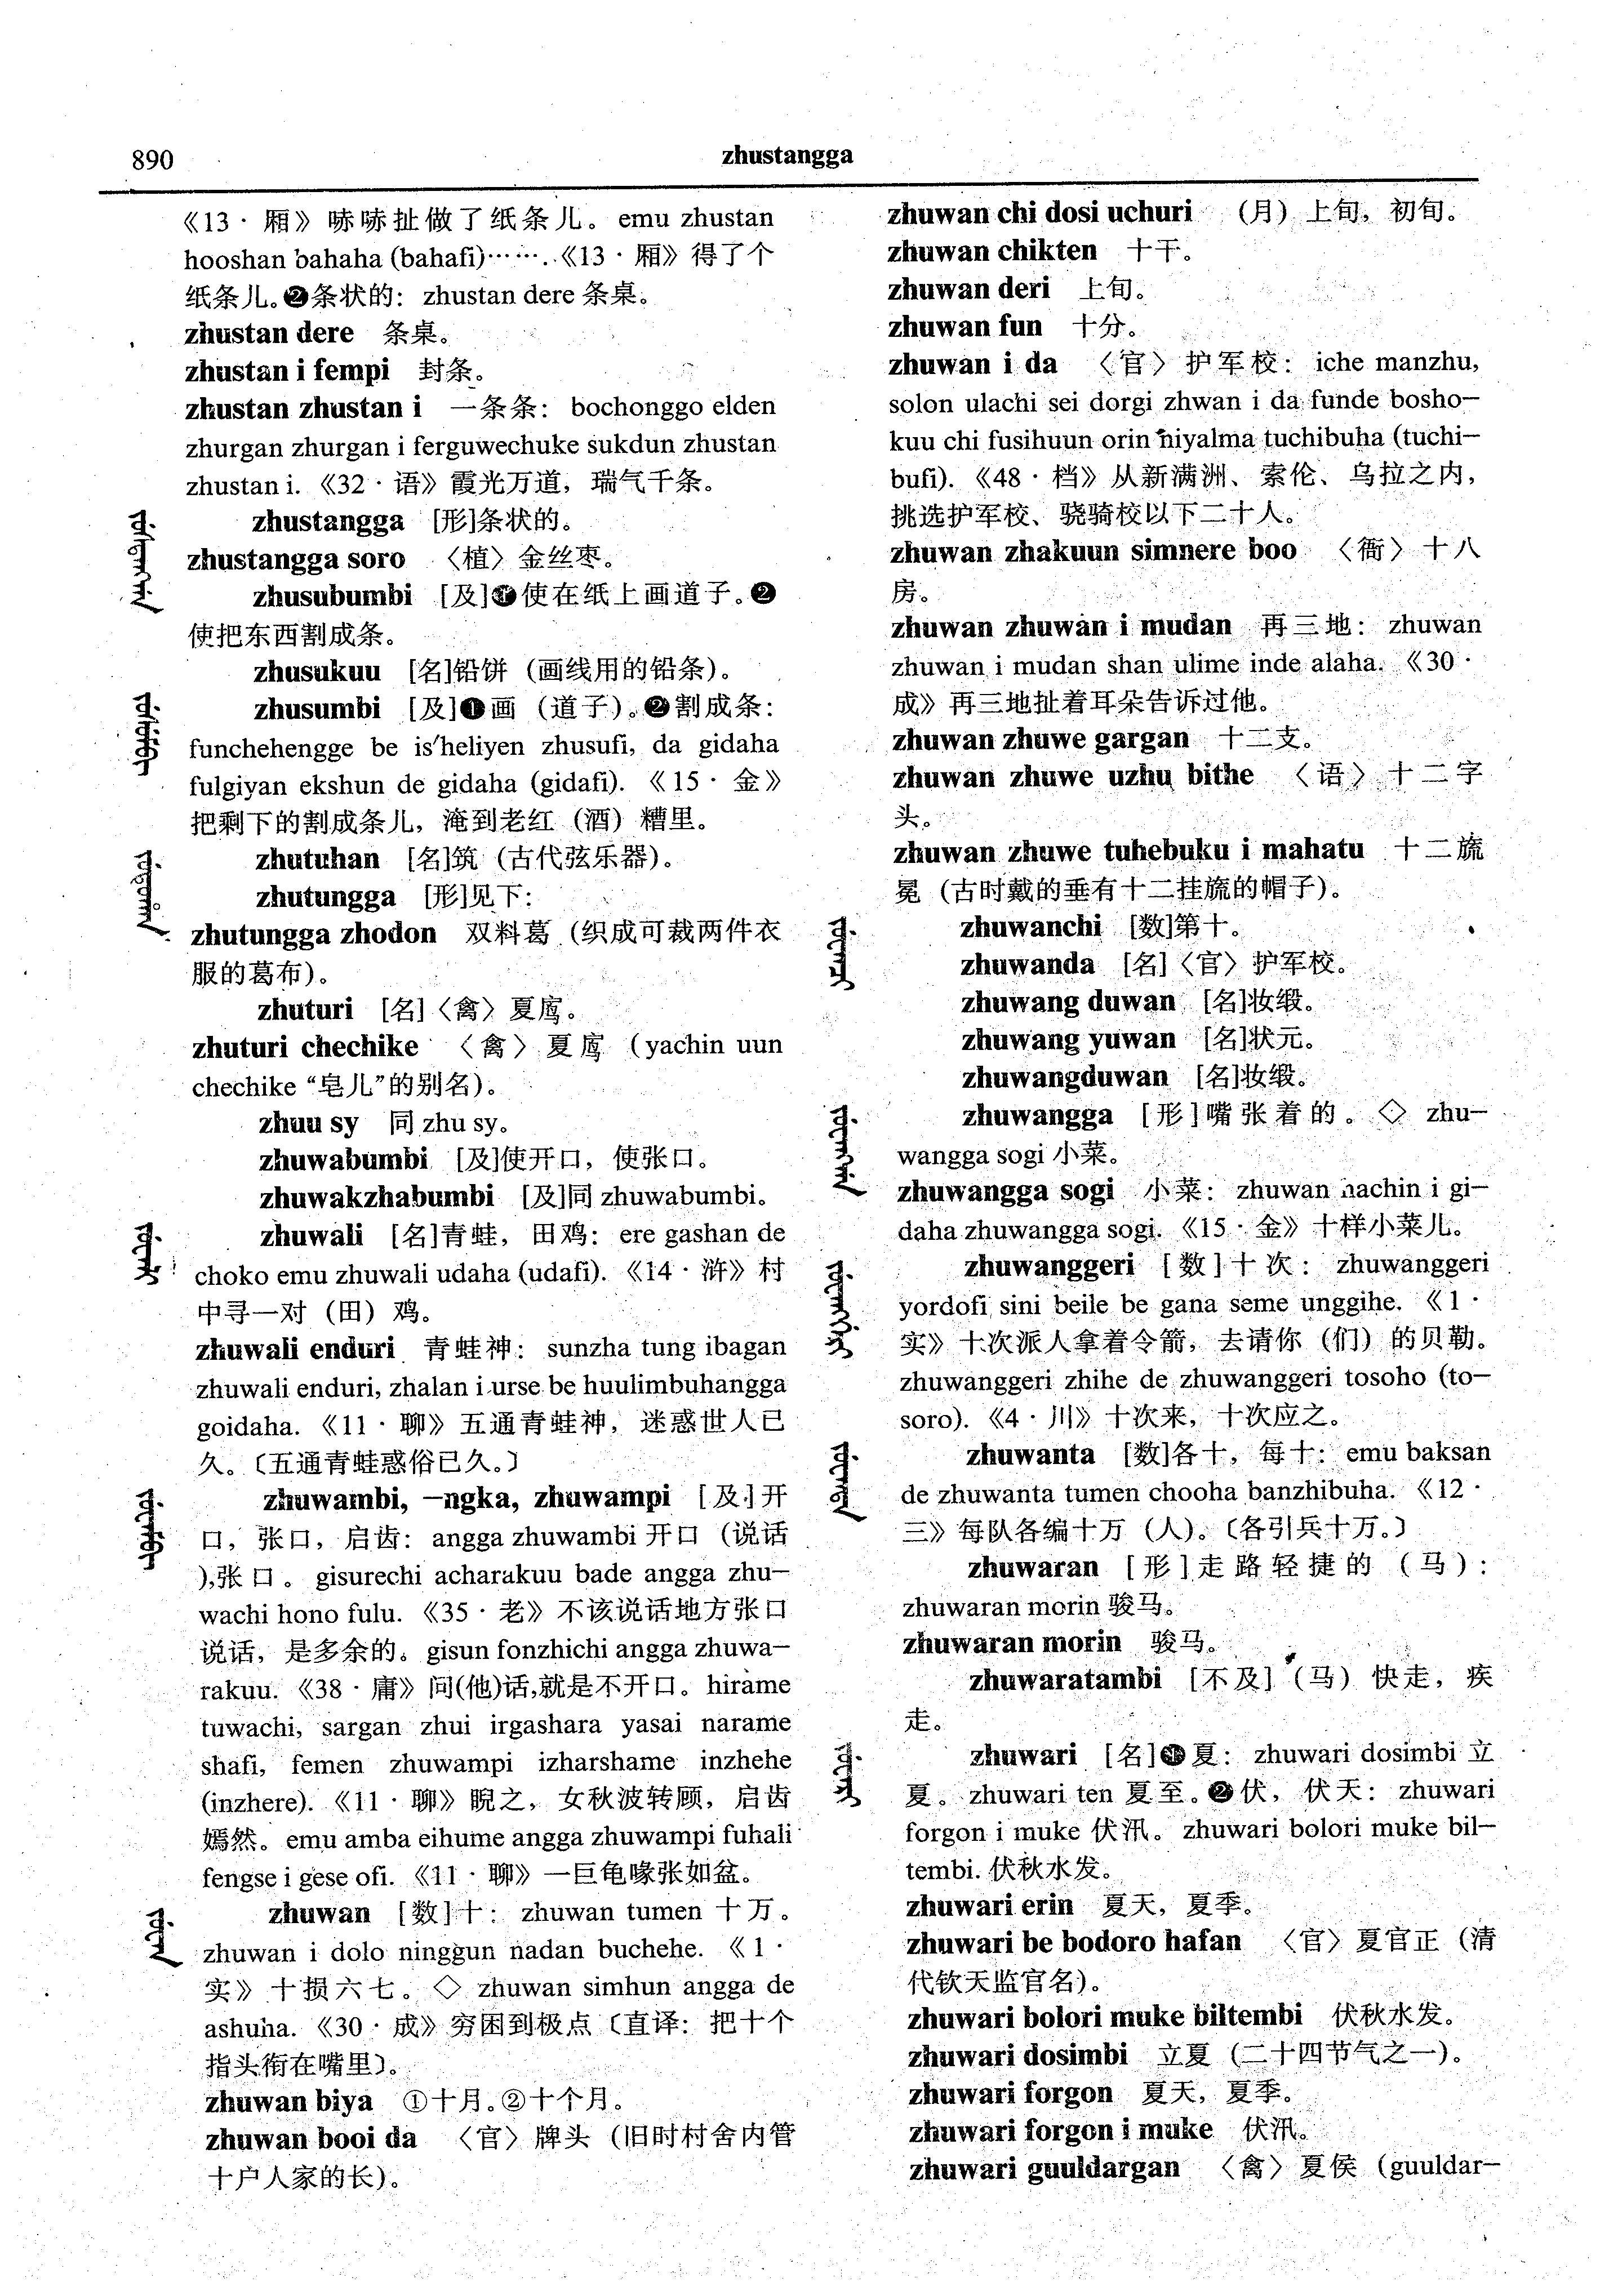 890
zhustangga
《13·厢》哧哧扯做了纸条儿。emu zhustan
hooshan bahaha (bahafi)……《13·厢》得了个
纸条儿。❷条状的：zhustan dere 条桌。
zhustan dere 条桌。
zhustan i fempi 封条。
zhustan zhustan i 一条条：bochonggo elden
zhurgan zhurgan i ferguwechuke sukdun zhustan
zhustan i.《32·语》霞光万道，瑞气千条。
zhustangga [形]条状的。
zhustangga soro 〈植〉金丝枣。
zhusubumbi [及]❶使在纸上画道子。❷
使把东西割成条。
zhusukuu [名]铅饼（画线用的铅条）。
zhusumbi [及]❶画（道子）。❷割成条：
funchehengge be is'heliyen zhusufi, da gidaha
fulgiyan ekshun de gidaha (gidafi).《15·金》
把剩下的割成条儿，淹到老红（酒）糟里。
zhutuhan [名]筑（古代弦乐器）。
zhutungga [形]见下：
zhutungga zhodon 双料葛（织成可裁两件衣
服的葛布）。
zhuturi [名]〈禽〉夏鳸。
zhuturi chechike 〈禽〉夏鳸（yachin uun
chechike “皂儿”的别名）。
zhuu sy 同 zhu sy。
zhuwabumbi [及]使开口，使张口。
zhuwakzhabumbi [及]同 zhuwabumbi。
zhuwali [名]青蛙，田鸡：ere gashan de
choko emu zhuwali udaha (udafi).《14·浒》村
中寻一对（田）鸡。
zhuwali enduri 青蛙神：sunzha tung ibagan
zhuwali enduri, zhalan i urse be huulimbuhangga
goidaha.《11·聊》五通青蛙神，迷惑世人已
久。〔五通青蛙惑俗已久。〕
zhuwambi, －ngka, zhuwampi [及]开
口，张口，启齿：angga zhuwambi 开口（说话
），张口。gisurechi acharakuu bade angga zhu－
wachi hono fulu.《35·老》不该说话地方张口
说话，是多余的。gisun fonzhichi angga zhuwa－
rakuu.《38·庸》问(他)话,就是不开口。hirame
tuwachi, sargan zhui irgashara yasai narame
shafi, femen zhuwampi izharshame inzhehe
(inzhere).《11·聊》睨之，女秋波转顾，启齿
嫣然。emu amba eihume angga zhuwampi fuhali
fengse i gese ofi.《11·聊》一巨龟喙张如盆。
zhuwan [数]十：zhuwan tumen 十万。
zhuwan i dolo ninggun nadan buchehe.《1·
实》十损六七。◇ zhuwan simhun angga de
ashuha.《30·成》穷困到极点〔直译：把十个
指头衔在嘴里〕。
zhuwan biya ①十月。②十个月。
zhuwan booi da 〈官〉牌头（旧时村舍内管
十户人家的长）。
zhuwan chi dosi uchuri （月）上旬，初旬。
zhuwan chikten 十干。
zhuwan deri 上旬。
zhuwan fun 十分。
zhuwan i da 〈官〉护军校：iche manzhu,
solon ulachi sei dorgi zhwan i da funde bosho－
kuu chi fusihuun orin niyalma tuchibuha (tuchi－
bufi).《48·档》从新满洲、索伦、乌拉之内，
挑选护军校、骁骑校以下二十人。
zhuwan zhakuun simnere boo 〈衙〉十八
房。
zhuwan zhuwan i mudan 再三地：zhuwan
zhuwan i mudan shan ulime inde alaha.《30·
成》再三地扯着耳朵告诉过他。
zhuwan zhuwe gargan 十二支。
zhuwan zhuwe uzhu bithe 〈语〉十二字
头。
zhuwan zhuwe tuhebuku i mahatu 十二旒
冕（古时戴的垂有十二挂旒的帽子）。
zhuwanchi [数]第十。
zhuwanda [名]〈官〉护军校。
zhuwang duwan [名]妆缎。
zhuwang yuwan [名]状元。
zhuwangduwan [名]妆缎。
zhuwangga [形]嘴张着的。◇ zhu－
wangga sogi 小菜。
zhuwangga sogi 小菜：zhuwan hachin i gi－
daha zhuwangga sogi.《15·金》十样小菜儿。
zhuwanggeri [数]十次：zhuwanggeri
yordofi sini beile be gana seme unggihe.《1·
实》十次派人拿着令箭，去请你（们）的贝勒。
zhuwanggeri zhihe de zhuwanggeri tosoho (to－
soro).《4·川》十次来，十次应之。
zhuwanta [数]各十，每十：emu baksan
de zhuwanta tumen chooha banzhibuha.《12·
三》每队各编十万（人）。〔各引兵十万。〕
zhuwaran [形]走路轻捷的（马）：
zhuwaran morin 骏马。
zhuwaran morin 骏马。
zhuwaratambi [不及]（马）快走，疾
走。
zhuwari [名]❶夏：zhuwari dosimbi 立
夏。zhuwari ten 夏至。❷伏，伏天：zhuwari
forgon i muke 伏汛。zhuwari bolori muke bil－
tembi. 伏秋水发。
zhuwari erin 夏天，夏季。
zhuwari be bodoro hafan 〈官〉夏官正（清
代钦天监官名）。
zhuwari bolori muke biltembi 伏秋水发。
zhuwari dosimbi 立夏（二十四节气之一）。
zhuwari forgon 夏天，夏季。
zhuwari forgon i muke 伏汛。
zhuwari guuldargan 〈禽〉夏侯（guuldar－